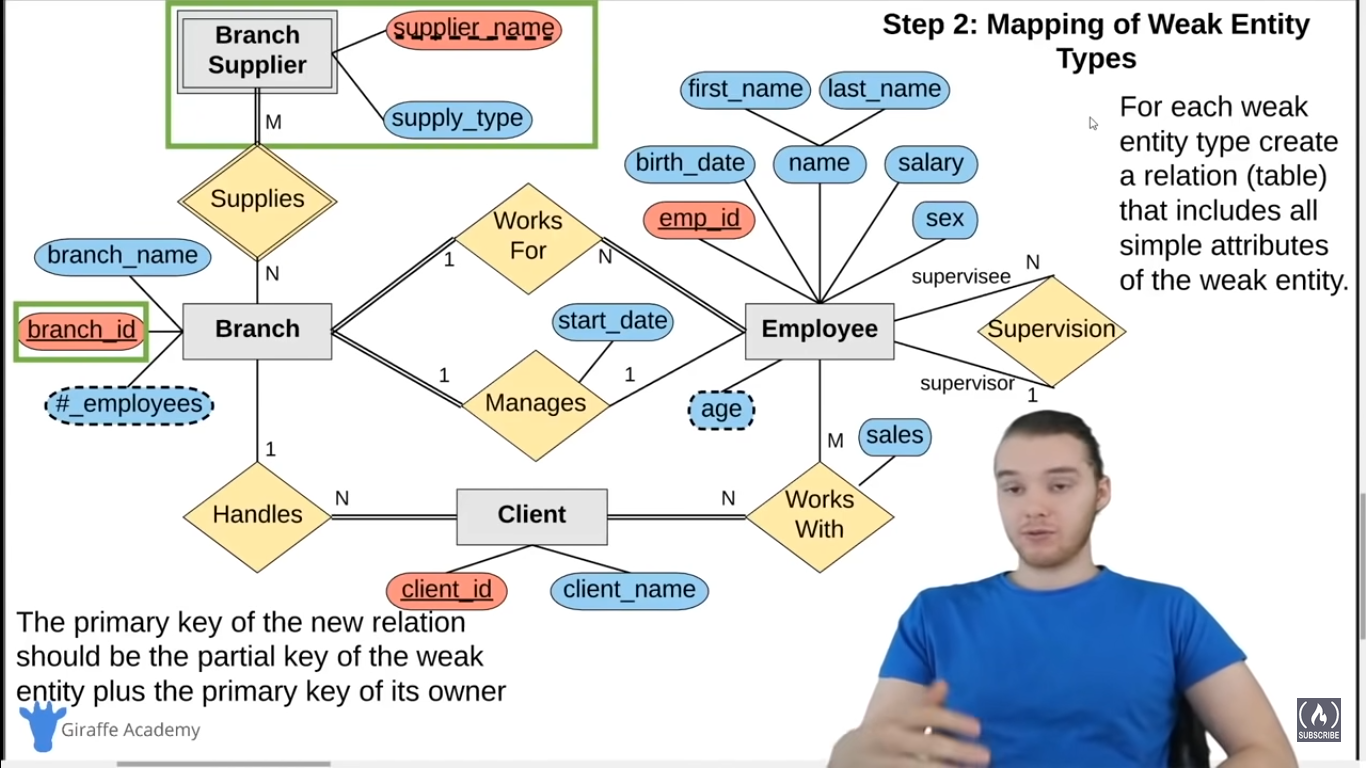 Step 2: Mapping of Weak Entity
Types
For each weak
entity type create
a relation (table)
that includes all
simple attributes
of the weak entity.
Branch
Supplier
supplier_name
supply_type
M
Supplies
N
first_name
last_name
birth_date
name
salary
emp_id
sex
branch_name
branch_id
#_employees
Branch
Works
For
1
N
start_date
Manages
1
1
Employee
age
supervisee
N
Supervision
supervisor
1
M
sales
Works
With
N
1
Handles
N
Client
client_id
client_name
The primary key of the new relation
should be the partial key of the weak
entity plus the primary key of its owner
Giraffe Academy
SUBSCRIBE